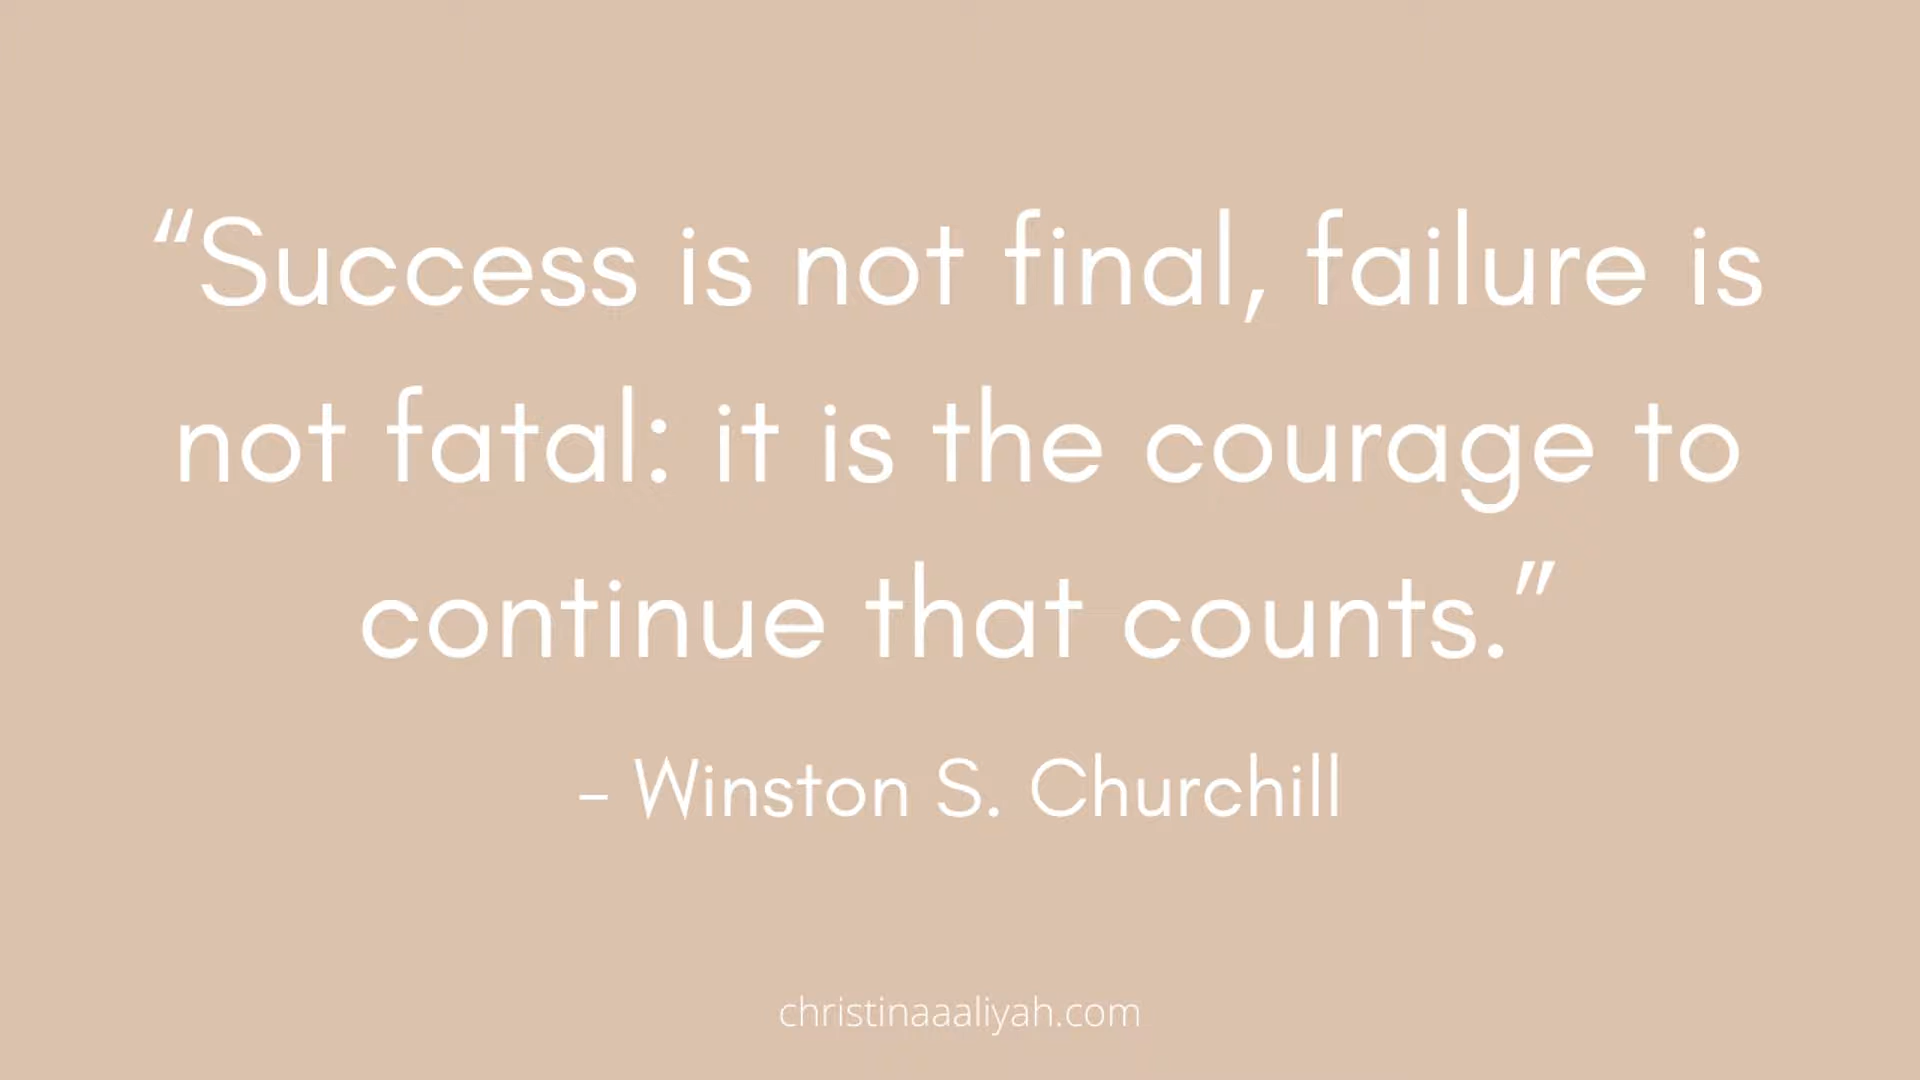 “Success is not final, failure is
not fatal: it is the courage to
continue that counts.”
– Winston S. Churchill
christinaaaliyah.com